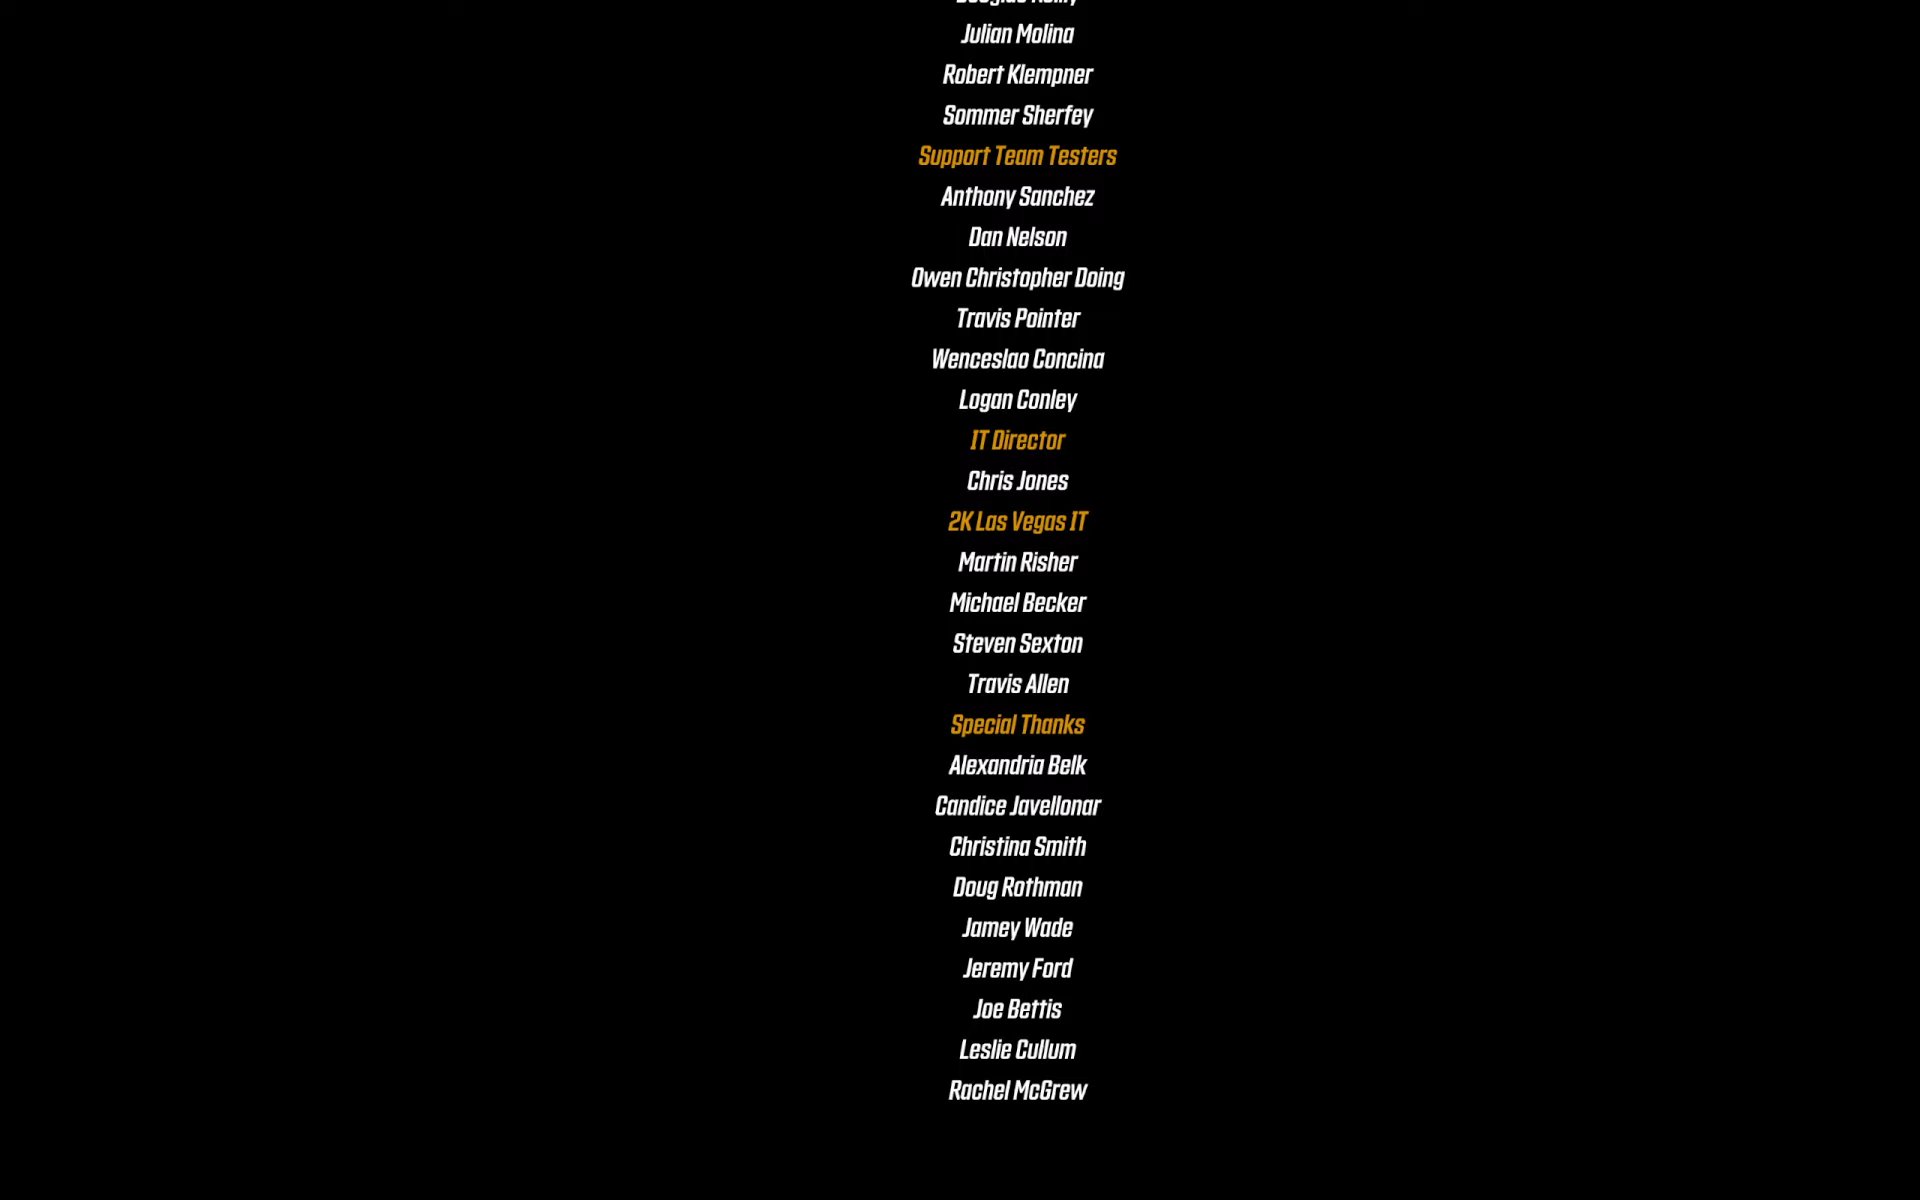 Julian Molina
Robert Klempner
Sommer Sherfey
Support Team Testers
Anthony Sanchez
Dan Nelson
Owen Christopher Doing
Travis Pointer
Wenceslao Concina
Logan Conley
IT Director
Chris Jones
2K Las Vegas IT
Martin Risher
Michael Becker
Steven Sexton
Travis Allen
Special Thanks
Alexandria Belk
Candice Javellonar
Christina Smith
Doug Rothman
Jamey Wade
Jeremy Ford
Joe Bettis
Leslie Cullum
Rachel McGrew